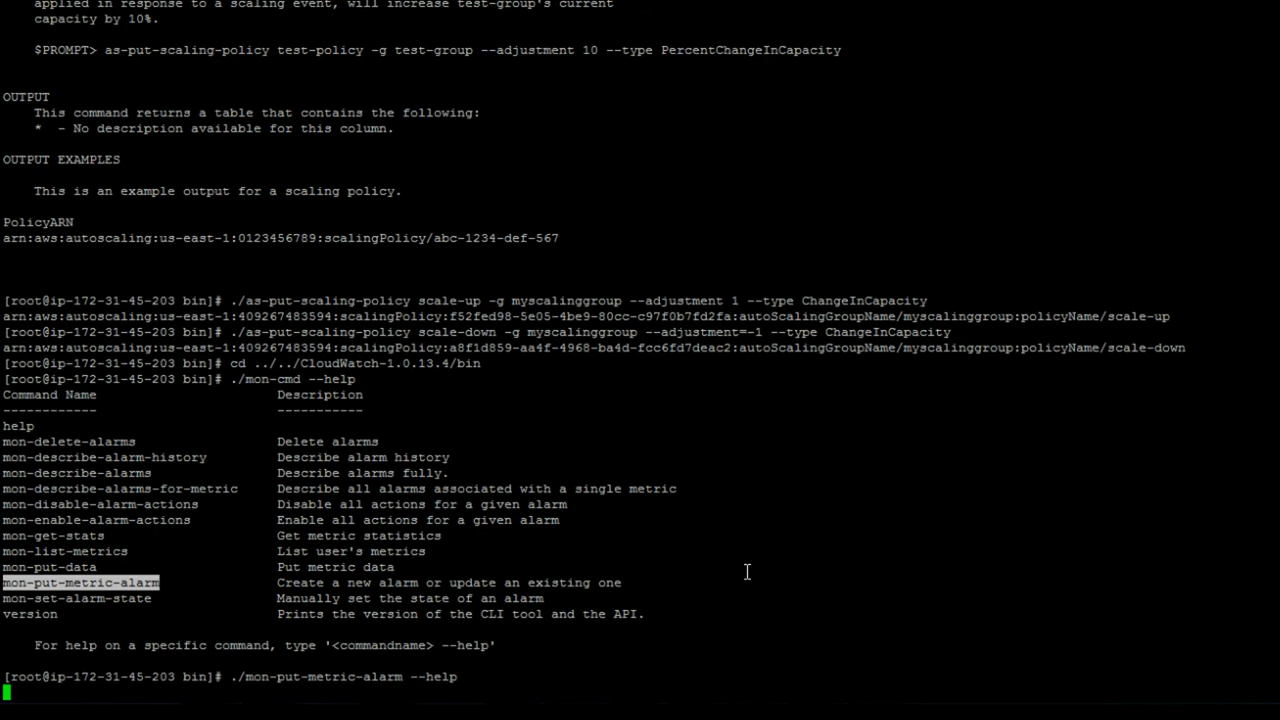 applied in response to a scaling event, will increase test-group's current
capacity by 10%.
$PROMPT> as-put-scaling-policy test-policy -g test-group --adjustment 10 --type PercentChangeInCapacity
OUTPUT
This command returns a table that contains the following:
* - No description available for this column.
OUTPUT EXAMPLES
This is an example output for a scaling policy.
PolicyARN
arn:aws:autoscaling:us-east-1:0123456789:scalingPolicy/abc-1234-def-567
[root@ip-172-31-45-203 bin]# ./as-put-scaling-policy scale-up -g myscalinggroup --adjustment 1 --type ChangeInCapacity
arn:aws:autoscaling:us-east-1:409267483594:scalingPolicy:f52fed98-5e05-4be9-80cc-c97f0b7fd2fa:autoScalingGroupName/myscalinggroup:policyName/scale-up
[root@ip-172-31-45-203 bin]# ./as-put-scaling-policy scale-down -g myscalinggroup --adjustment=-1 --type ChangeInCapacity
arn:aws:autoscaling:us-east-1:409267483594:scalingPolicy:a8f1d859-aa4f-4968-ba4d-fcc6fd7deac2:autoScalingGroupName/myscalinggroup:policyName/scale-down
[root@ip-172-31-45-203 bin]# cd ../../CloudWatch-1.0.13.4/bin
[root@ip-172-31-45-203 bin]# ./mon-cmd --help
Command Name Description
------------ -----------
help
mon-delete-alarms Delete alarms
mon-describe-alarm-history Describe alarm history
mon-describe-alarms Describe alarms fully.
mon-describe-alarms-for-metric Describe all alarms associated with a single metric
mon-disable-alarm-actions Disable all actions for a given alarm
mon-enable-alarm-actions Enable all actions for a given alarm
mon-get-stats Get metric statistics
mon-list-metrics List user's metrics
mon-put-data Put metric data
mon-put-metric-alarm Create a new alarm or update an existing one
mon-set-alarm-state Manually set the state of an alarm
version Prints the version of the CLI tool and the API.
For help on a specific command, type '<commandname> --help'
[root@ip-172-31-45-203 bin]# ./mon-put-metric-alarm --help